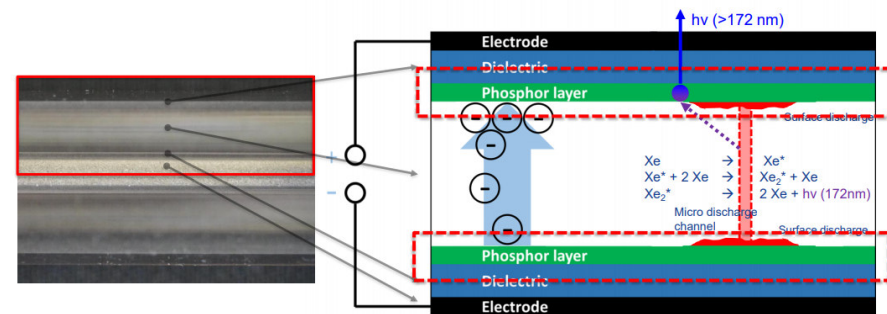 hv (>172 nm)
Electrode
Dielectric
Phosphor layer
Surface discharge
- - -
-
+
-
-
Xe → Xe*
Xe* + 2 Xe → Xe₂* + Xe
Xe₂* → 2 Xe + hv (172nm)
Micro discharge
channel
Surface discharge
-
Phosphor layer
Dielectric
Electrode